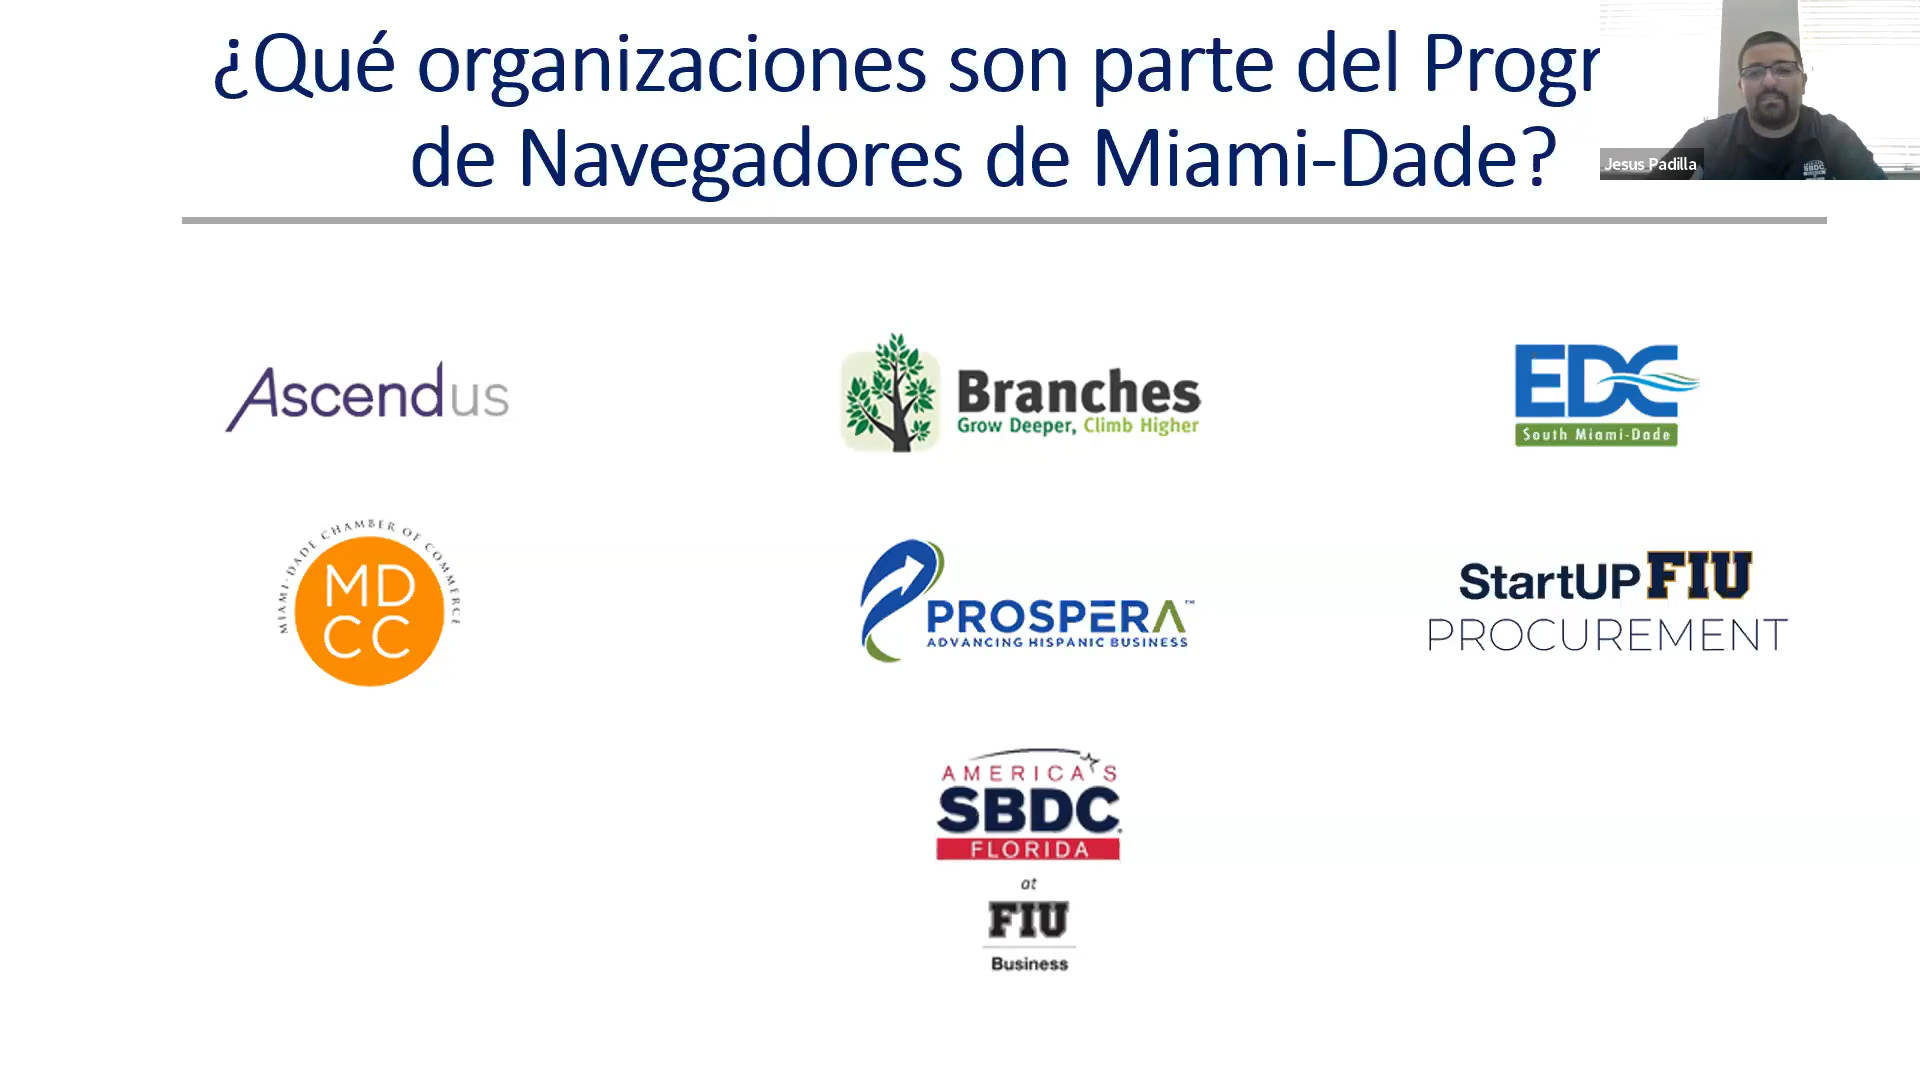 ¿Qué organizaciones son parte del Progr
de Navegadores de Miami-Dade?
Jesus Padilla
SBDC
Ascendus
Branches
Grow Deeper, Climb Higher
EDC
South Miami-Dade
MIAMI-DADE CHAMBER OF COMMERCE
MD
CC
PROSPERA™
ADVANCING HISPANIC BUSINESS
StartUP FIU
PROCUREMENT
AMERICA'S
SBDC
FLORIDA
at
FIU
Business